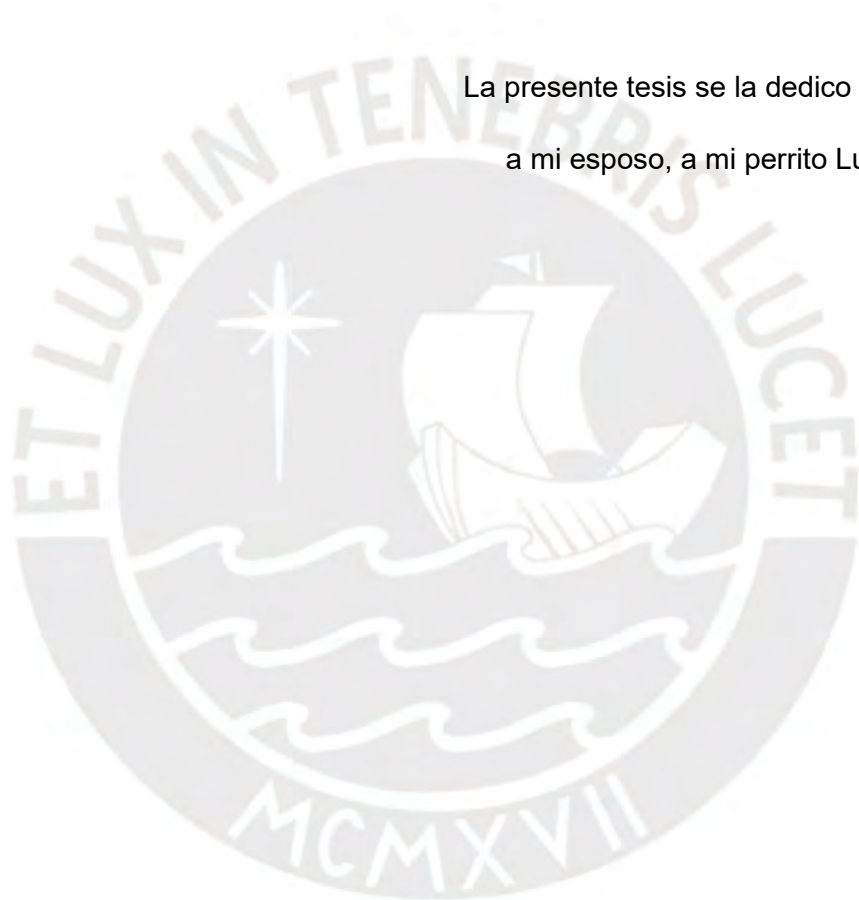 La presente tesis se la dedico
a mi esposo, a mi perrito
ET LUX IN TENEBRIS LUCET
MCMXVII